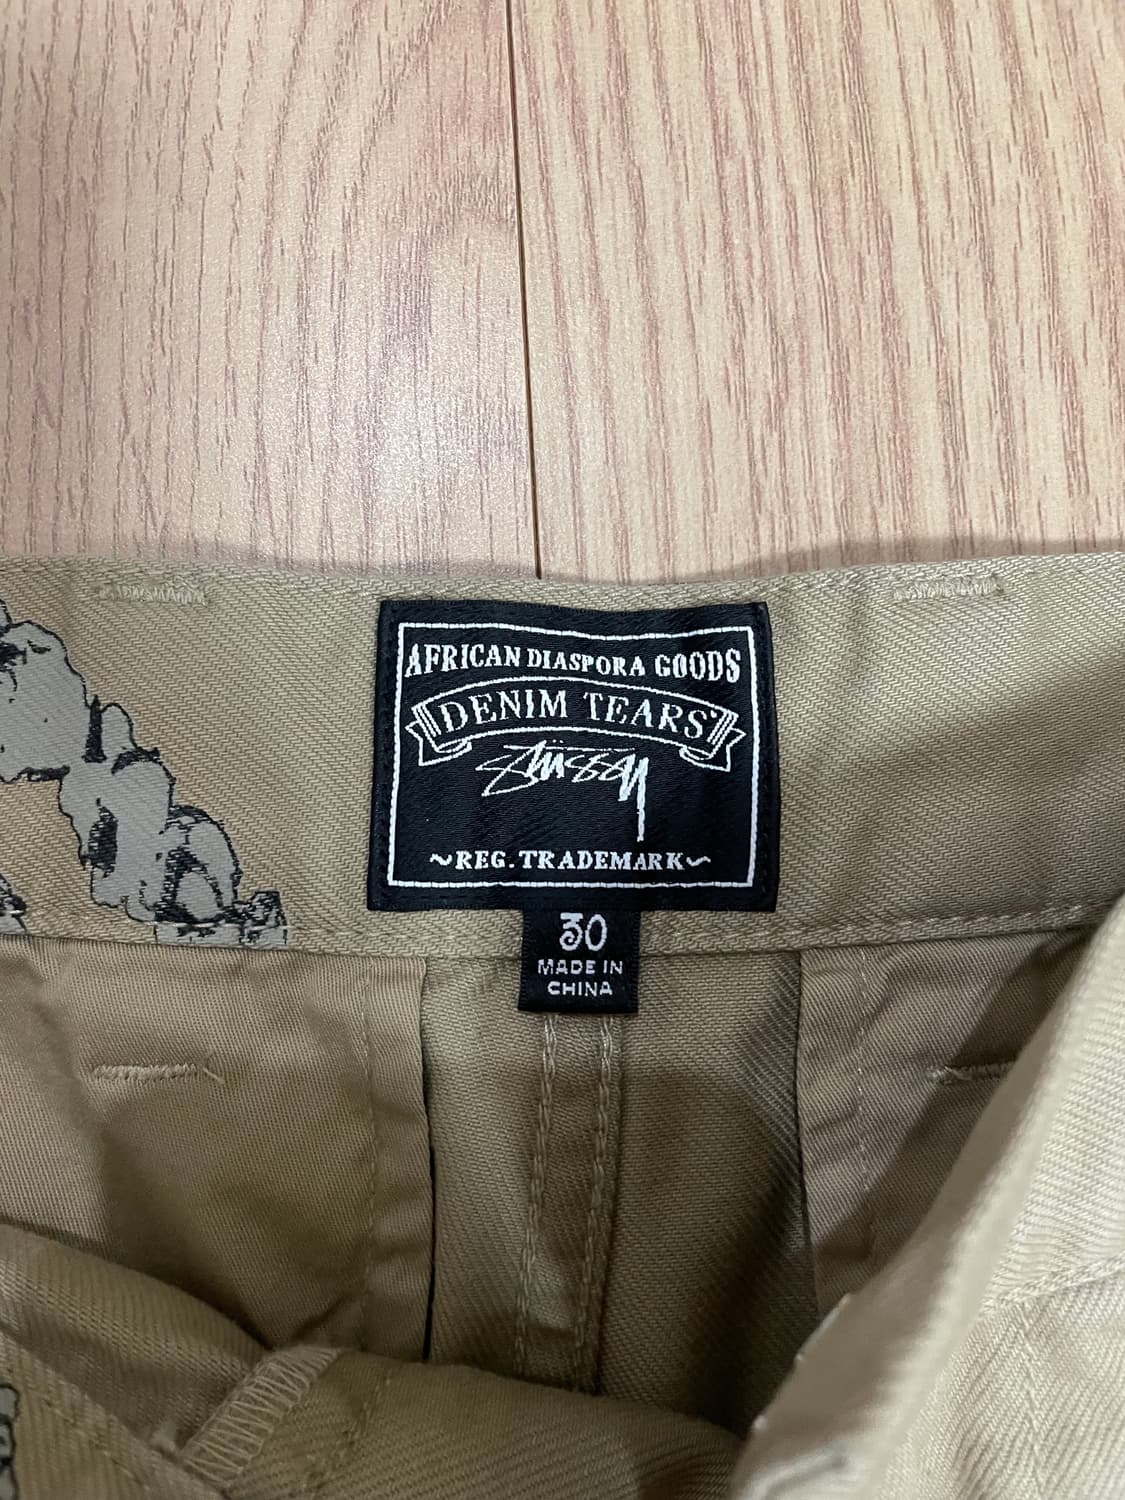 AFRICAN DIASPORA GOODS
DENIM TEARS
Stüssy
~REG. TRADEMARK~
30
MADE IN
CHINA